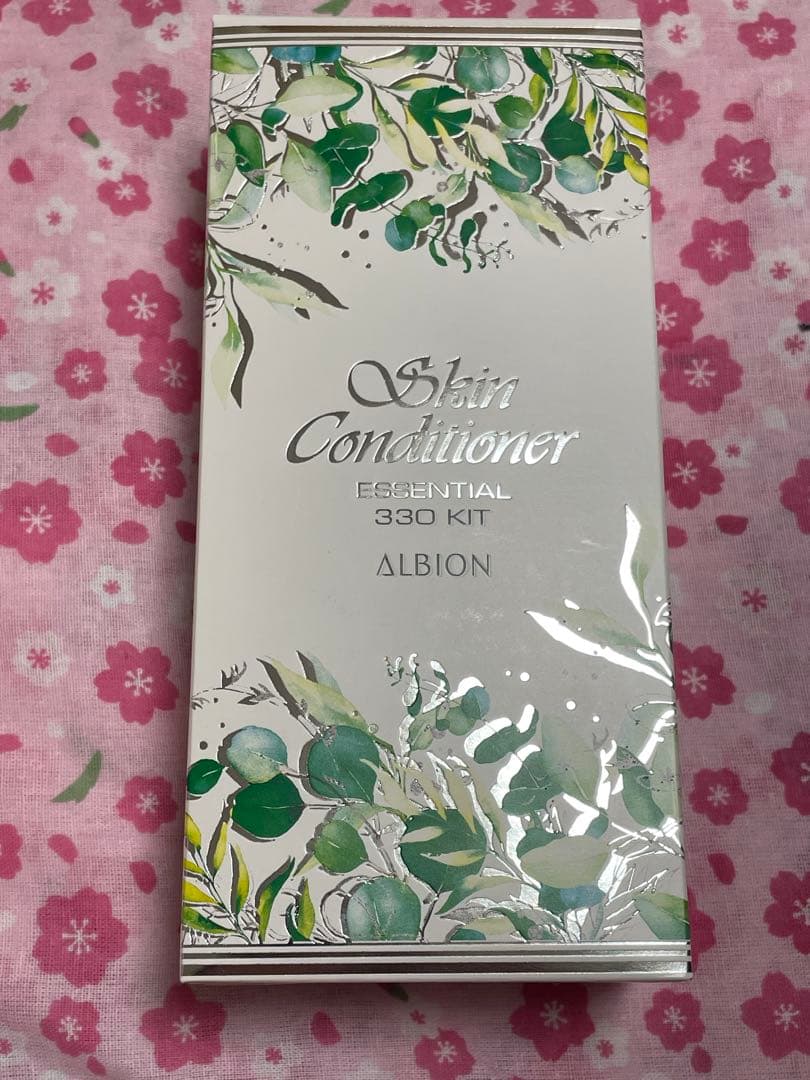 Skin
Conditioner
ESSENTIAL
330 KIT
ALBION